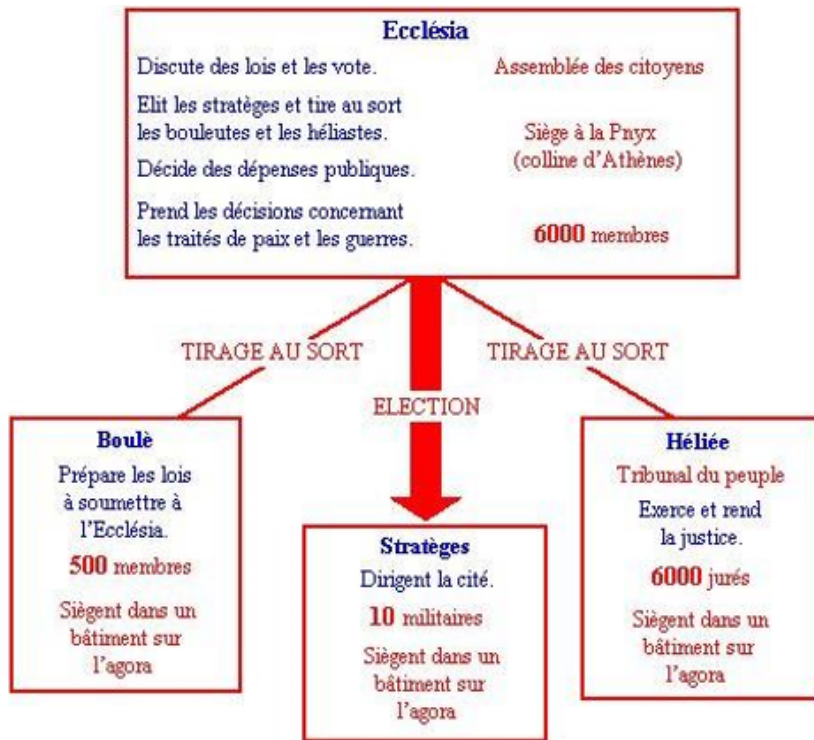 Ecclésia
Discute des lois et les vote.
Elit les stratèges et tire au sort
les bouleutes et les héliastes.
Décide des dépenses publiques.
Prend les décisions concernant
les traités de paix et les guerres.
Assemblée des citoyens
Siège à la Pnyx
(colline d'Athènes)
6000 membres
TIRAGE AU SORT
ELECTION
TIRAGE AU SORT
Boulè
Prépare les lois
à soumettre à
l'Ecclésia.
500 membres
Siègent dans un
bâtiment sur
l'agora
Stratèges
Dirigent la cité.
10 militaires
Siègent dans un
bâtiment sur
l'agora
Héliée
Tribunal du peuple
Exerce et rend
la justice.
6000 jurés
Siègent dans un
bâtiment sur
l'agora